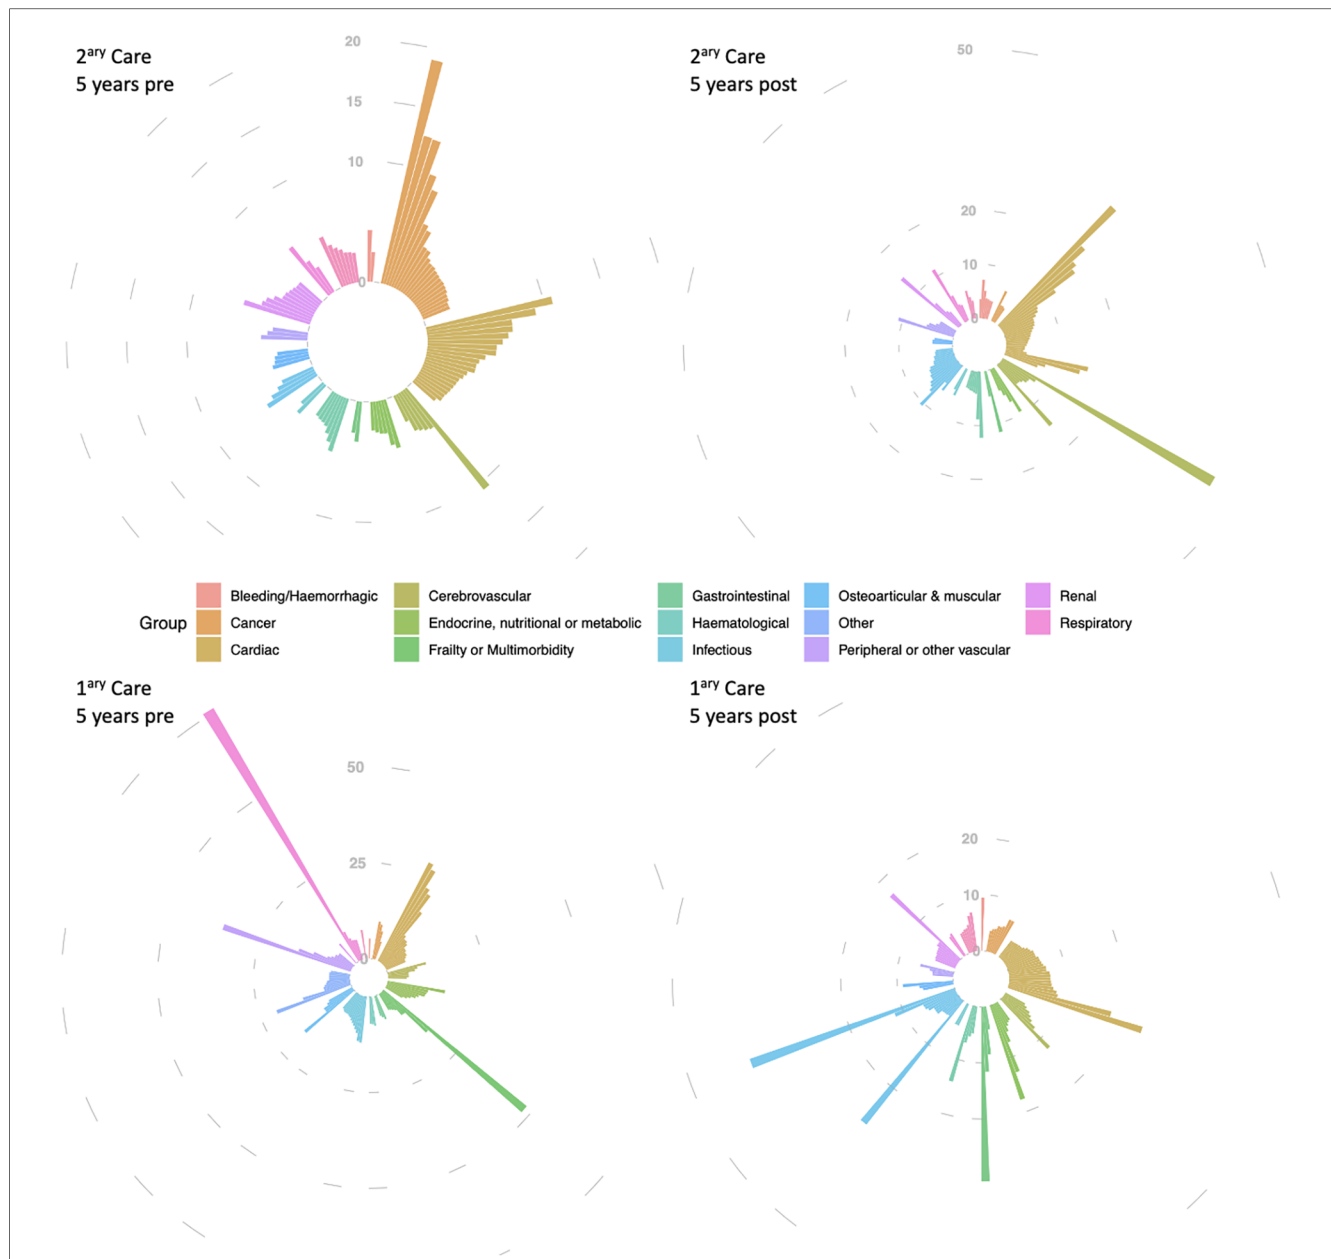 2ary Care
5 years pre
20
15
10
0
2ary Care
5 years post
50
20
10
0
Group
Bleeding/Haemorrhagic
Cancer
Cardiac
Cerebrovascular
Endocrine, nutritional or metabolic
Frailty or Multimorbidity
Gastrointestinal
Haematological
Infectious
Osteoarticular & muscular
Other
Peripheral or other vascular
Renal
Respiratory
1ary Care
5 years pre
50
25
0
1ary Care
5 years post
20
10
0